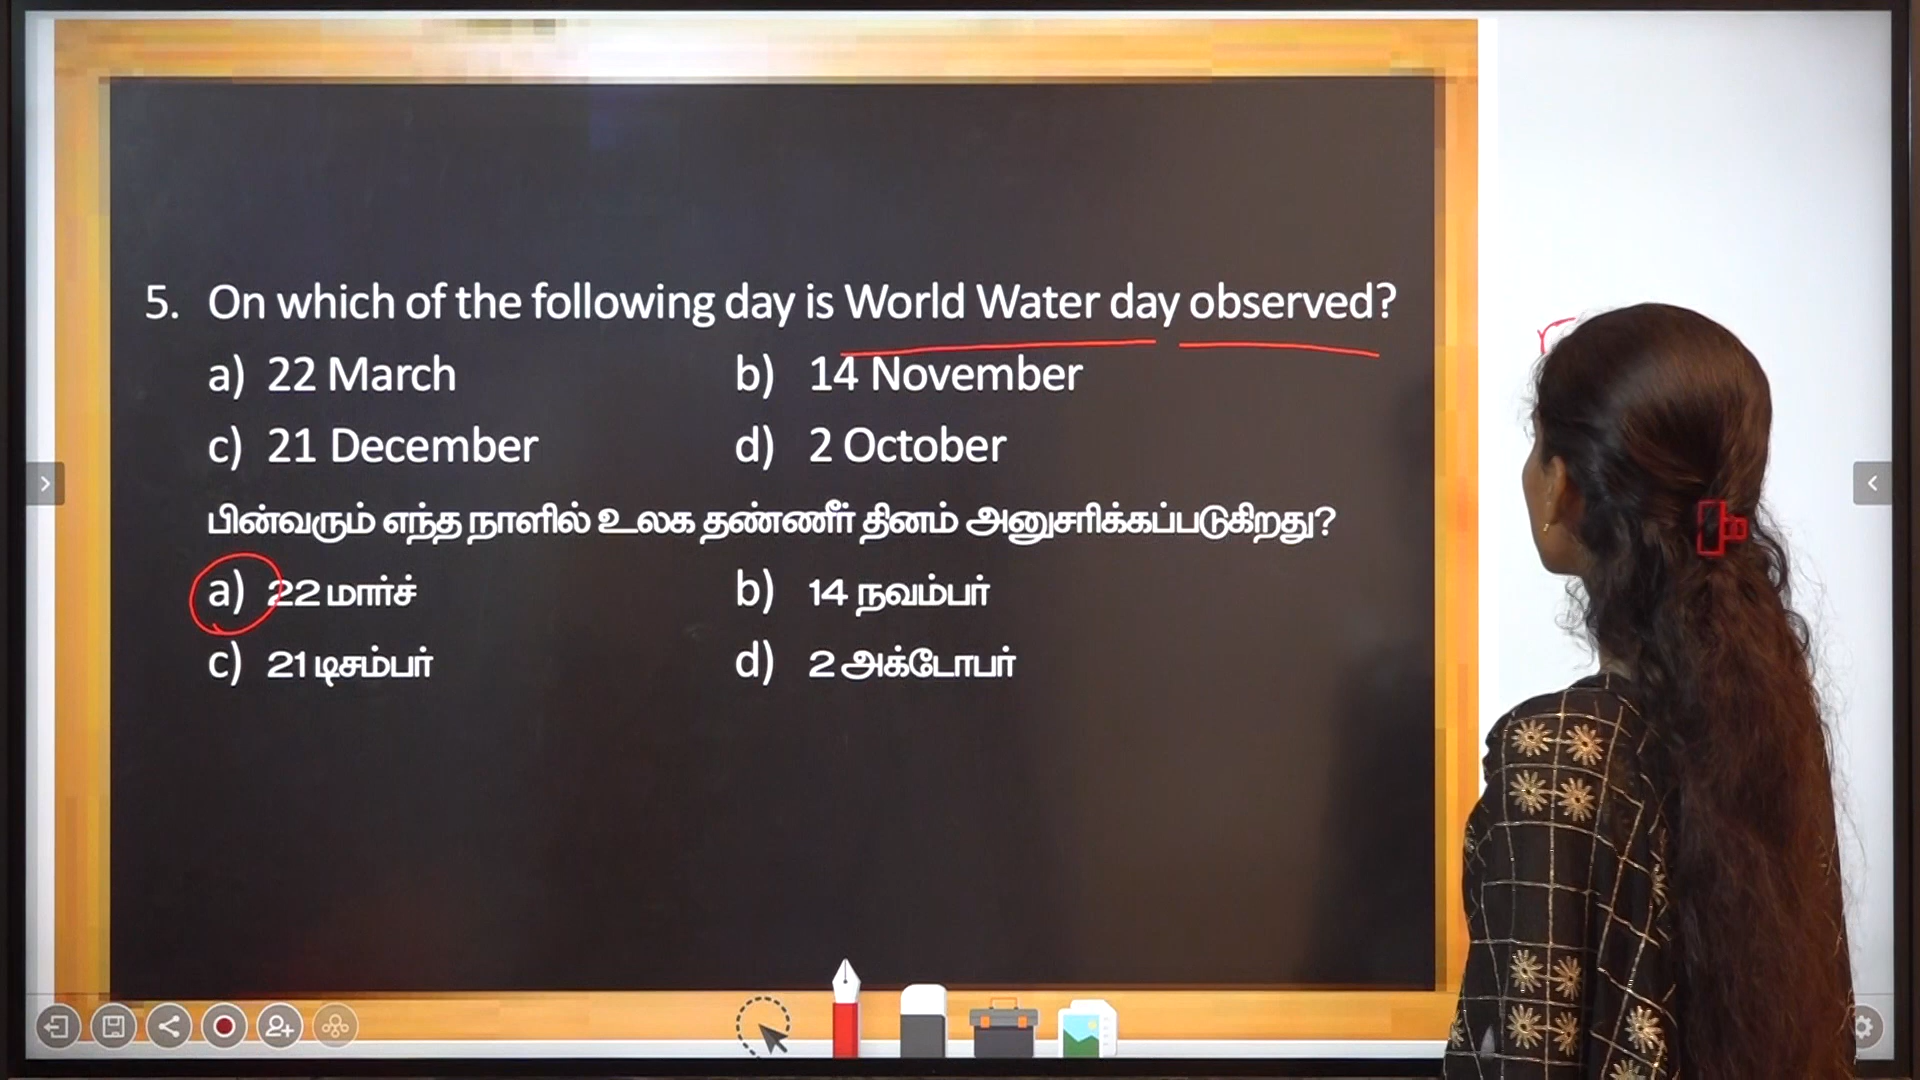 5. On which of the following day is World Water day observed?
a) 22 March b) 14 November
c) 21 December d) 2 October
பின்வரும் எந்த நாளில் உலக தண்ணீர் தினம் அனுசரிக்கப்படுகிறது?
a) 22 மார்ச் b) 14 நவம்பர்
c) 21 டிசம்பர் d) 2 அக்டோபர்